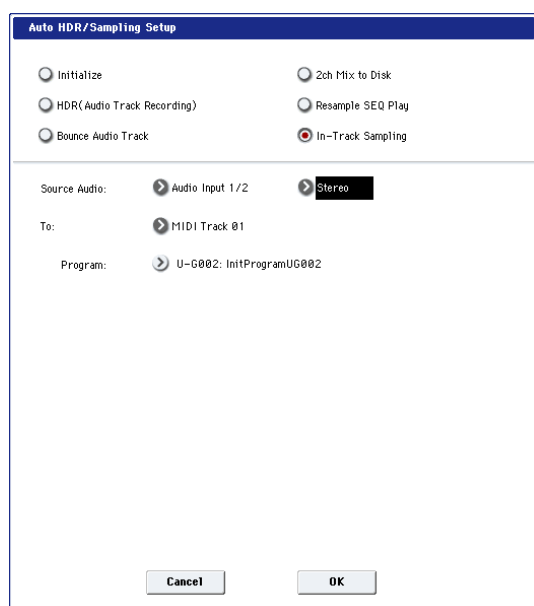 Auto HDR/Sampling Setup
Initialize
2ch Mix to Disk
HDR(Audio Track Recording)
Resample SEQ Play
Bounce Audio Track
In-Track Sampling
Source Audio: Audio Input 1/2 Stereo
To: MIDI Track 01
Program: U-G002: InitProgramUG002
Cancel OK